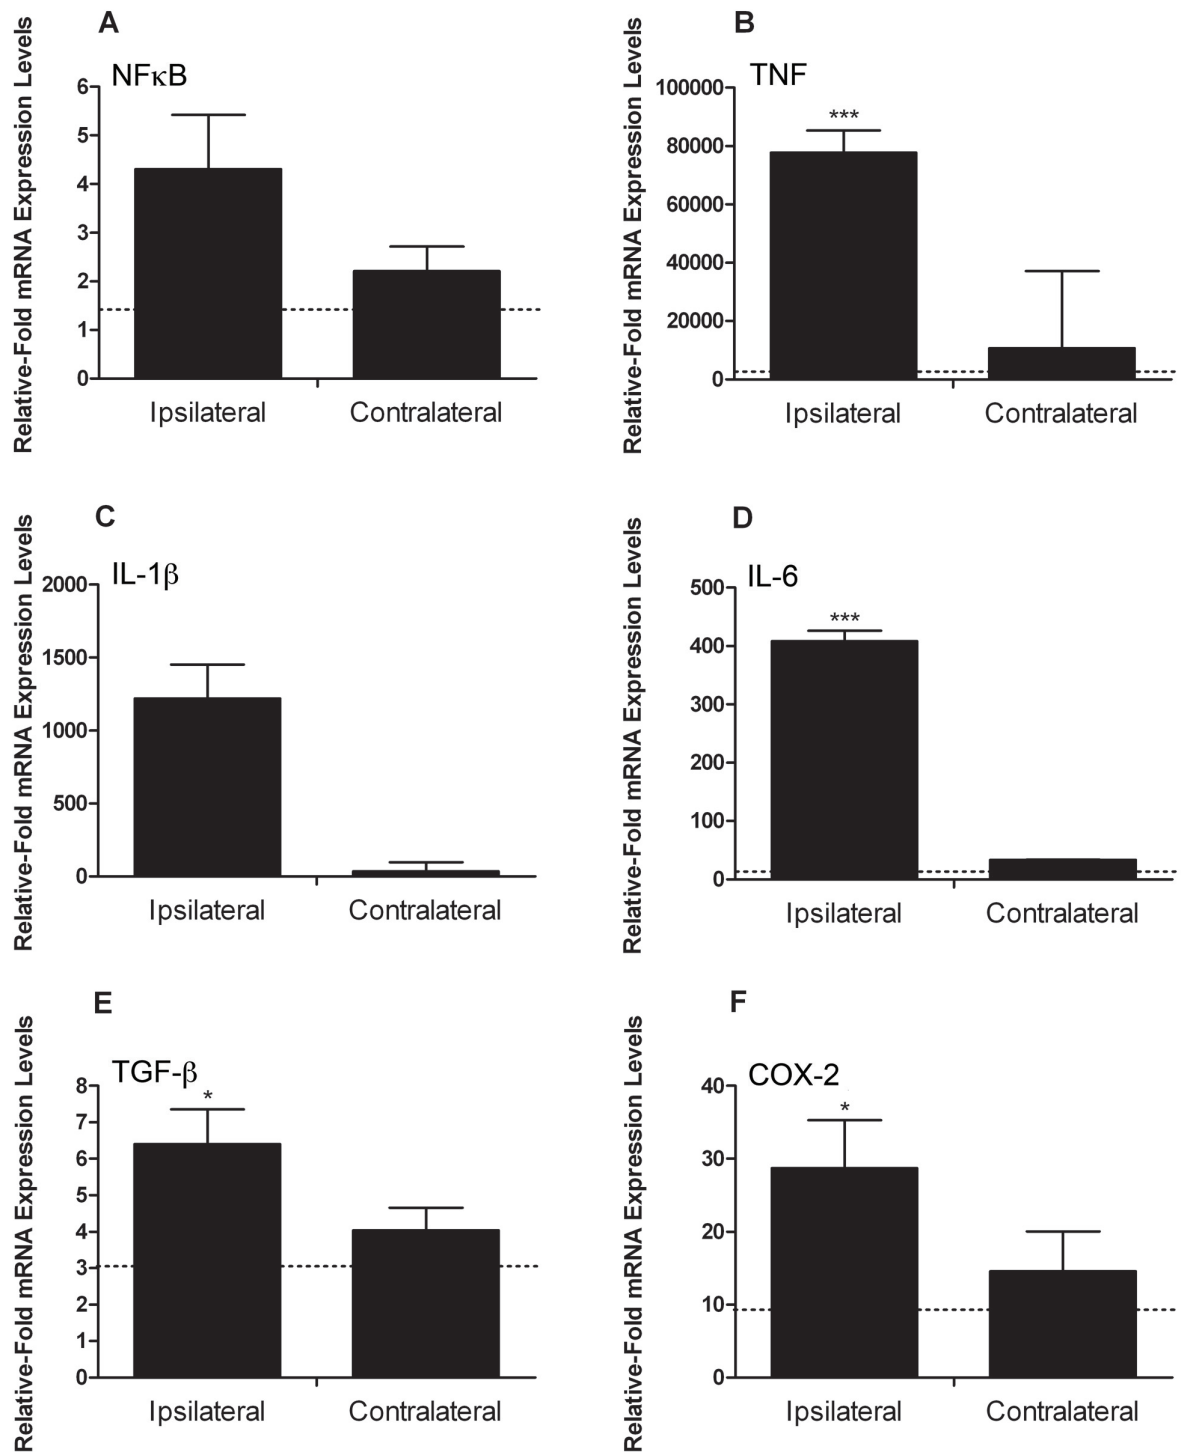 A
NFκB
Relative-Fold mRNA Expression Levels
6
5
4
3
2
1
0
Ipsilateral
Contralateral
B
TNF
Relative-Fold mRNA Expression Levels
100000
80000
60000
40000
20000
0
***
Ipsilateral
Contralateral
C
IL-1β
Relative-Fold mRNA Expression Levels
2000
1500
1000
500
0
Ipsilateral
Contralateral
D
IL-6
Relative-Fold mRNA Expression Levels
500
400
300
200
100
0
***
Ipsilateral
Contralateral
E
TGF-β
Relative-Fold mRNA Expression Levels
8
7
6
5
4
3
2
1
0
*
Ipsilateral
Contralateral
F
COX-2
Relative-Fold mRNA Expression Levels
40
30
20
10
0
*
Ipsilateral
Contralateral